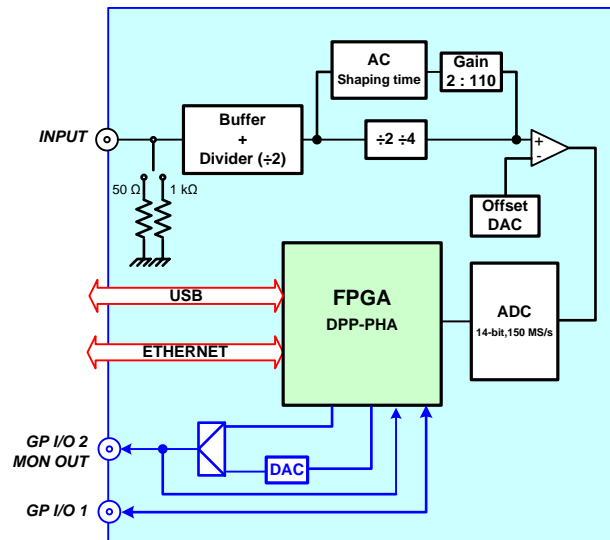 AC
Shaping time
Gain
2 : 110
INPUT
Buffer
+
Divider (÷2)
÷2 ÷4
+
-
50 Ω
1 kΩ
Offset
DAC
USB
ETHERNET
FPGA
DPP-PHA
ADC
14-bit,150 MS/s
GP I/O 2
MON OUT
DAC
GP I/O 1